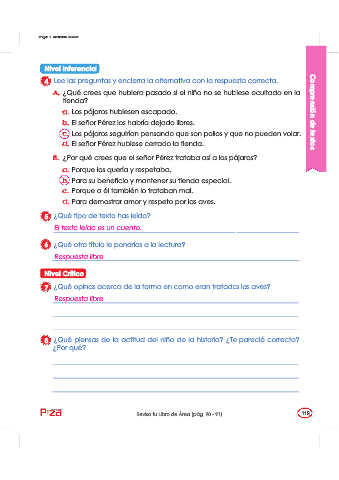 Nivel Inferencial
4 Lee las preguntas y encierra la alternativa con la respuesta correcta.
A. ¿Qué crees que hubiera pasado si el niño no se hubiese ocultado en la
tienda?
a. Los pájaros hubiesen escapado.
b. El señor Pérez los habría dejado libres.
c. Los pájaros seguirían pensando que son pollos y que no pueden volar.
d. El señor Pérez hubiese cerrado la tienda.
B. ¿Por qué crees que el señor Pérez trataba así a los pájaros?
a. Porque los quería y respetaba.
b. Para su beneficio y mantener su tienda especial.
c. Porque a él también lo trataban mal.
d. Para demostrar amor y respeto por las aves.
5 ¿Qué tipo de texto has leído?
El texto leído es un cuento.
6 ¿Qué otro título le pondrías a la lectura?
Respuesta libre
Nivel Crítico
7 ¿Qué opinas acerca de la forma en como eran tratadas las aves?
Respuesta libre
8 ¿Qué piensas de la actitud del niño de la historia? ¿Te pareció correcta?
¿Por qué?
Revisa tu Libro de Área (pág. 90 - 91)
115
Comprensión de textos